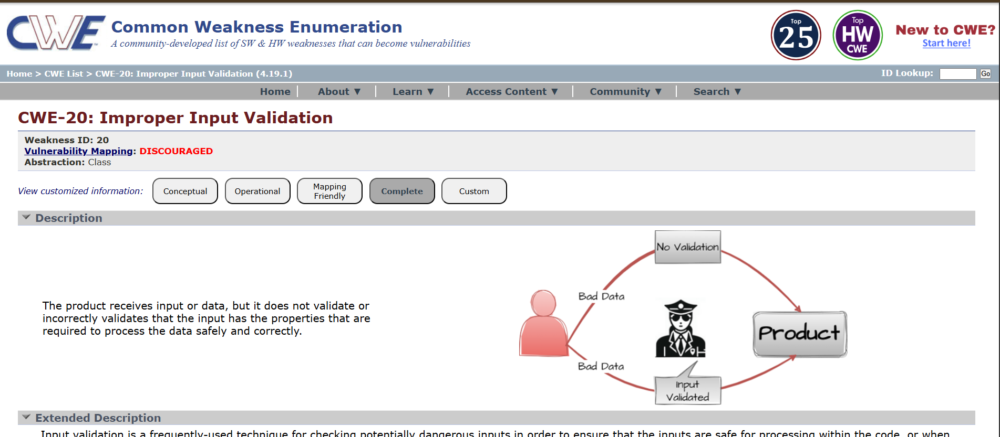 CWE
Common Weakness Enumeration
A community-developed list of SW & HW weaknesses that can become vulnerabilities
Top
25
Top
HW
CWE
New to CWE?
Start here!
Home > CWE List > CWE-20: Improper Input Validation (4.19.1)
ID Lookup:
Go
Home
About ▼
Learn ▼
Access Content ▼
Community ▼
Search ▼
CWE-20: Improper Input Validation
Weakness ID: 20
Vulnerability Mapping: DISCOURAGED
Abstraction: Class
View customized information:
Conceptual
Operational
Mapping
Friendly
Complete
Custom
Description
The product receives input or data, but it does not validate or
incorrectly validates that the input has the properties that are
required to process the data safely and correctly.
No Validation
Bad Data
Product
Bad Data
Input
Validated
Extended Description
Input validation is a frequently-used technique for checking potentially dangerous inputs in order to ensure that the inputs are safe for processing within the code, or when